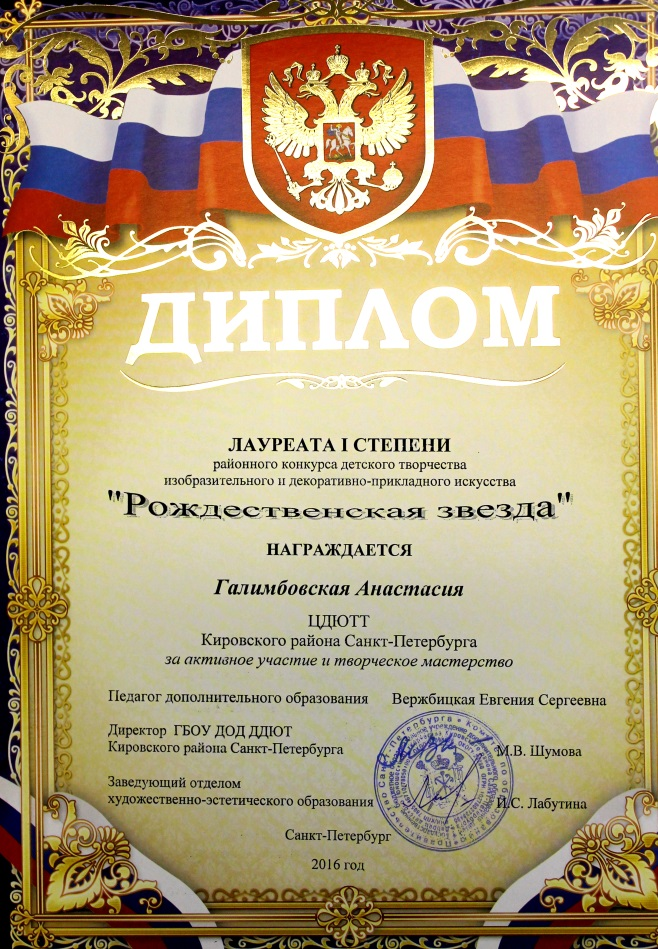 ДИПЛОМ
ЛАУРЕАТА I СТЕПЕНИ
районного конкурса детского творчества
изобразительного и декоративно-прикладного искусства
"Рождественская звезда"
НАГРАЖДАЕТСЯ
Галимбовская Анастасия
ЦДЮТТ
Кировского района Санкт-Петербурга
за активное участие и творческое мастерство
Педагог дополнительного образования Вержбицкая Евгения Сергеевна
Директор ГБОУ ДОД ДДЮТ
Кировского района Санкт-Петербурга М.В. Шумова
Заведующий отделом
художественно-эстетического образования И.С. Лабутина
Санкт-Петербург
2016 год